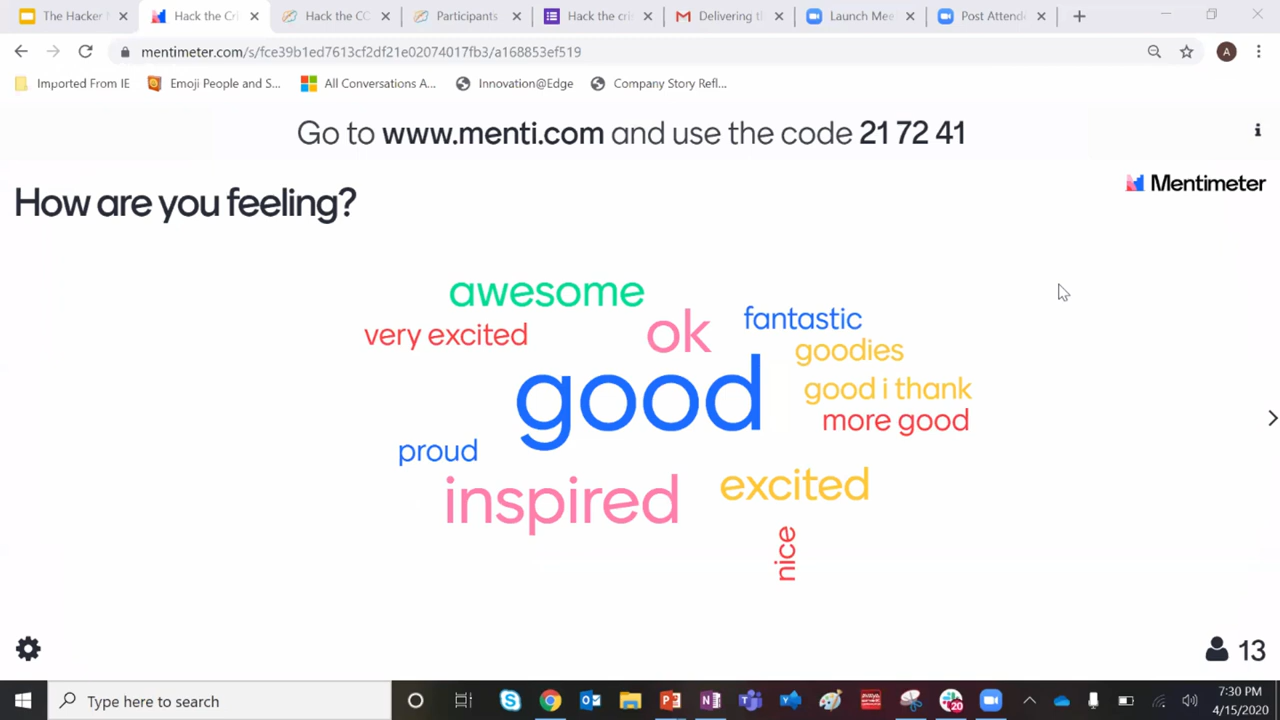 The Hacker
Hack the Cri
Hack the CO
Participants
Hack the cri
Delivering th
Launch Mee
Post Attend
mentimeter.com/s/fce39b1ed7613cf2df21e02074017fb3/a168853ef519
A
Imported From IE
Emoji People and S...
All Conversations A...
Innovation@Edge
Company Story Refl...
Go to www.menti.com and use the code 21 72 41
Mentimeter
How are you feeling?
awesome
fantastic
very excited
ok
goodies
good
good i thank
more good
proud
inspired
excited
nice
13
Type here to search
20
7:30 PM
4/15/2020